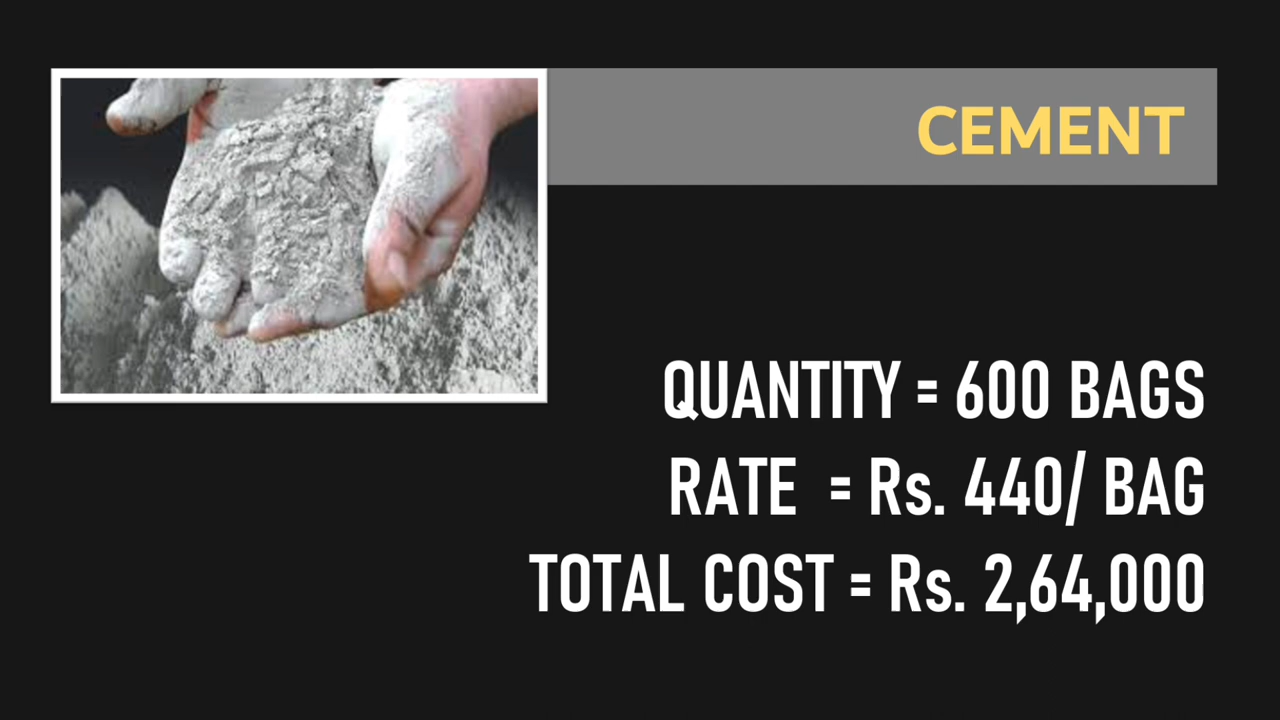 CEMENT
QUANTITY = 600 BAGS
RATE = Rs. 440/ BAG
TOTAL COST = Rs. 2,64,000